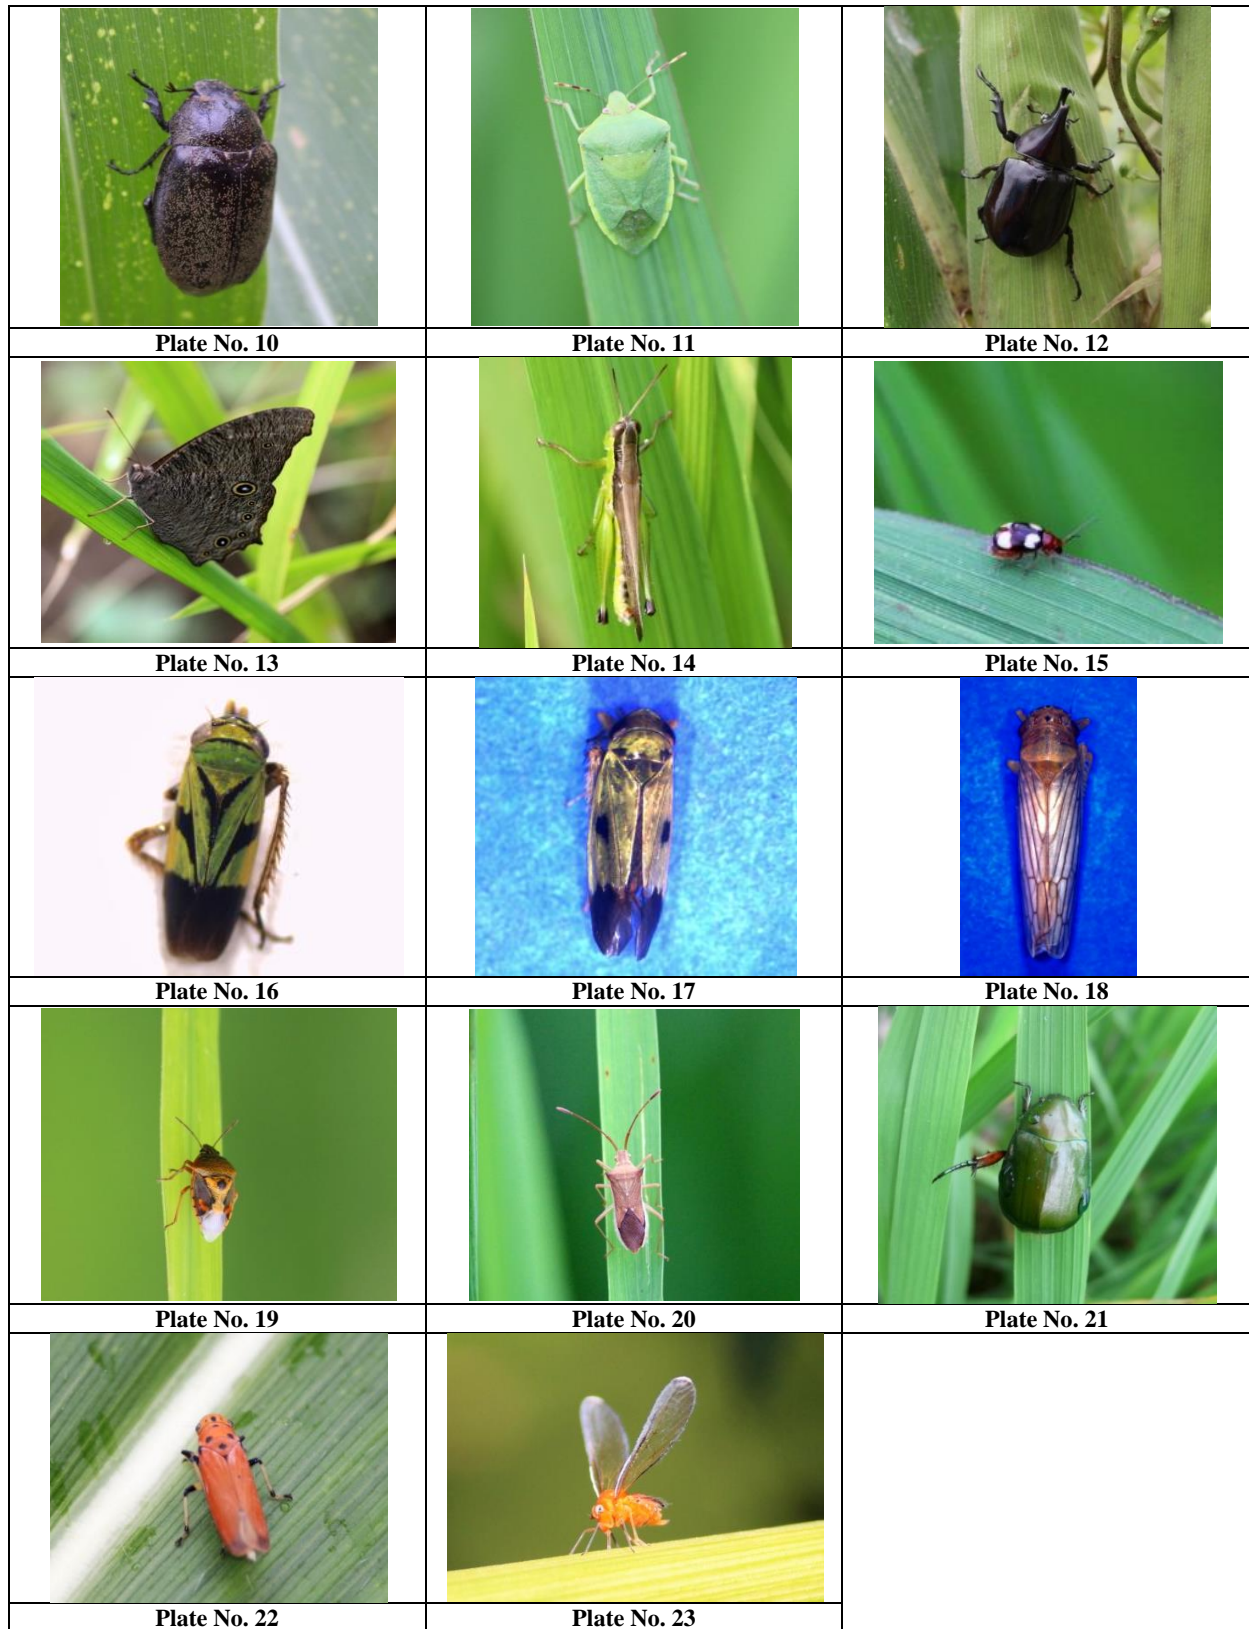 Plate No. 10
Plate No. 11
Plate No. 12
Plate No. 13
Plate No. 14
Plate No. 15
Plate No. 16
Plate No. 17
Plate No. 18
Plate No. 19
Plate No. 20
Plate No. 21
Plate No. 22
Plate No. 23